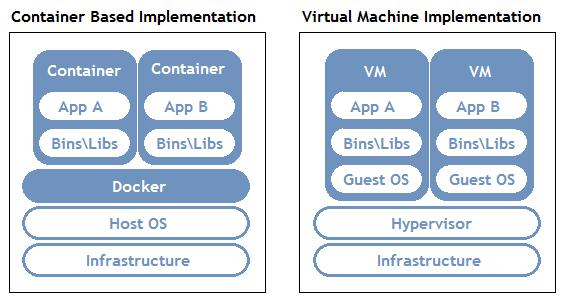 Container Based Implementation
Container
Container
App A
App B
Bins\Libs
Bins\Libs
Docker
Host OS
Infrastructure
Virtual Machine Implementation
VM
VM
App A
App B
Bins\Libs
Bins\Libs
Guest OS
Guest OS
Hypervisor
Infrastructure